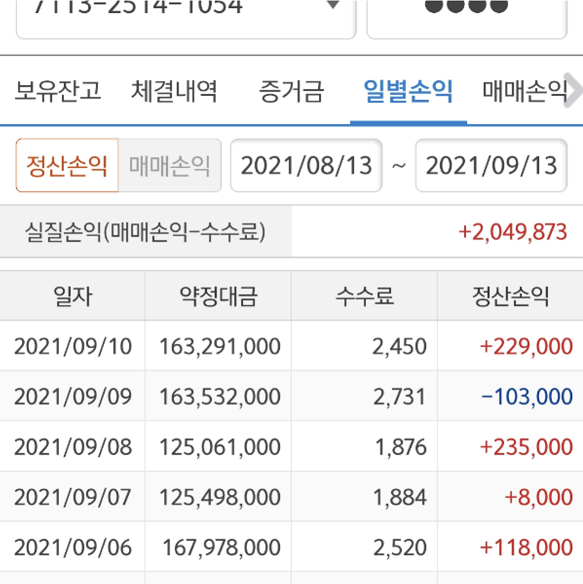 7113-2514-1054
보유잔고 체결내역 증거금 일별손익 매매손익
정산손익 매매손익 2021/08/13 ~ 2021/09/13
실질손익(매매손익-수수료) +2,049,873
일자 약정대금 수수료 정산손익
2021/09/10 163,291,000 2,450 +229,000
2021/09/09 163,532,000 2,731 -103,000
2021/09/08 125,061,000 1,876 +235,000
2021/09/07 125,498,000 1,884 +8,000
2021/09/06 167,978,000 2,520 +118,000